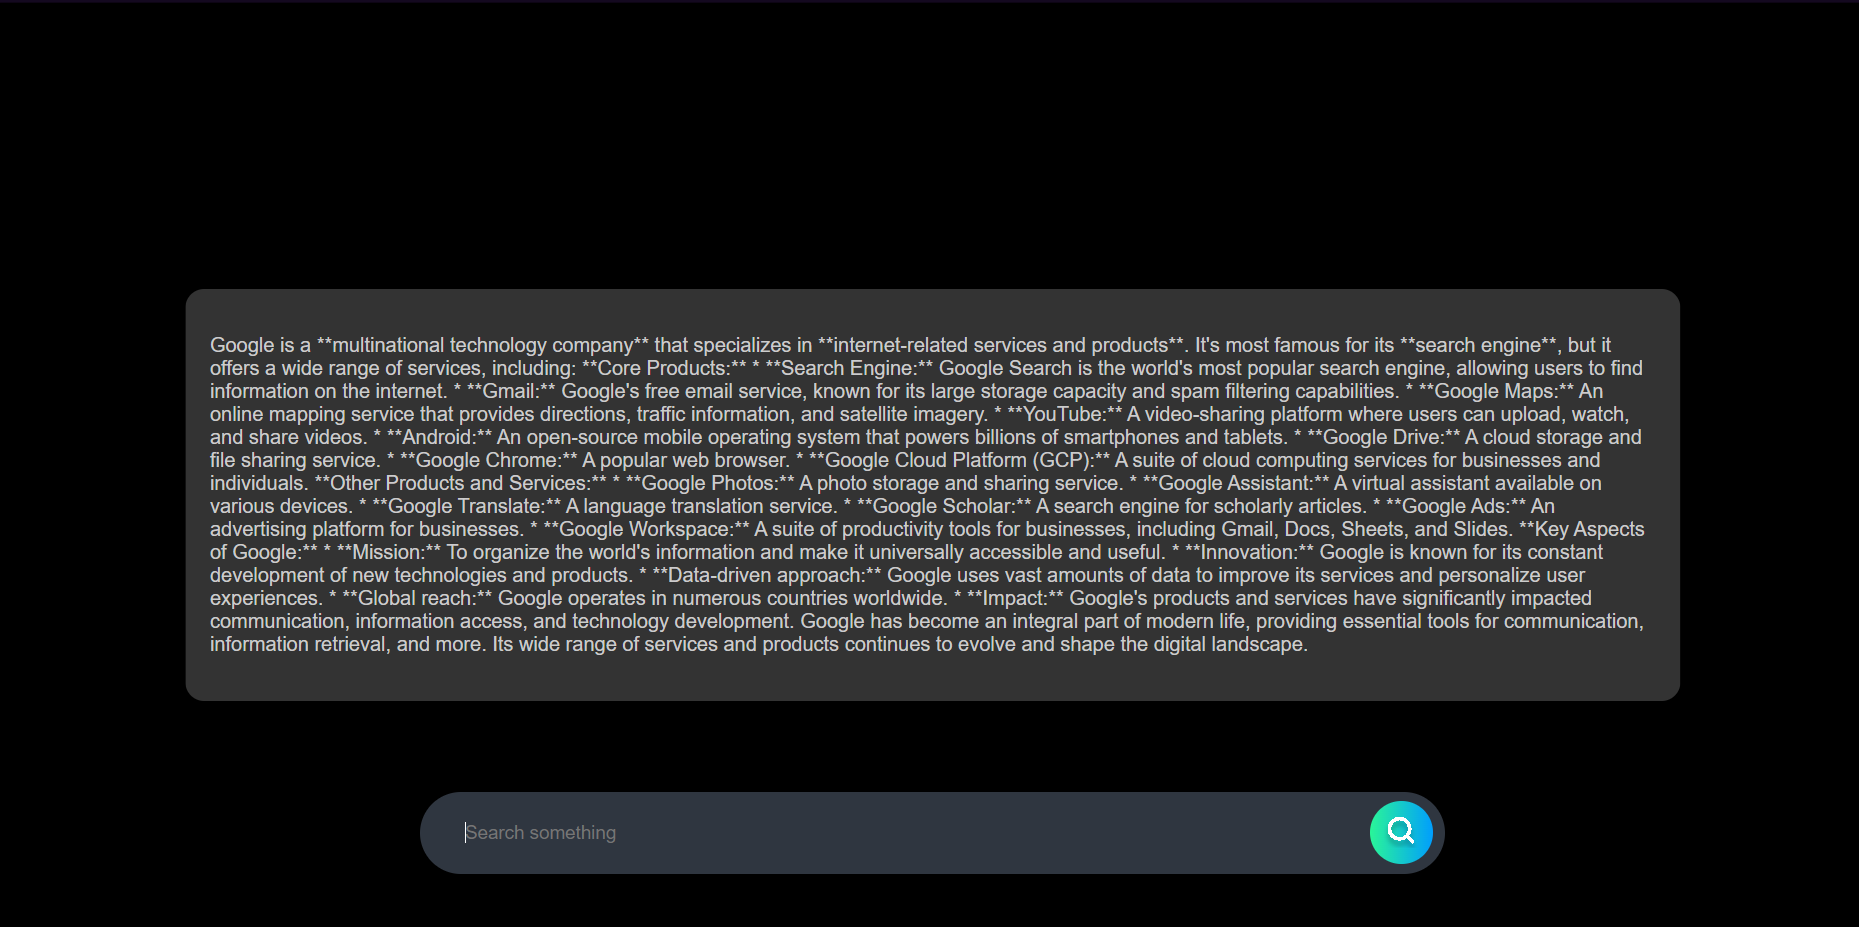 Google is a **multinational technology company** that specializes in **internet-related services and products**. It's most famous for its **search engine**, but it
offers a wide range of services, including: **Core Products:** * **Search Engine:** Google Search is the world's most popular search engine, allowing users to find
information on the internet. * **Gmail:** Google's free email service, known for its large storage capacity and spam filtering capabilities. * **Google Maps:** An
online mapping service that provides directions, traffic information, and satellite imagery. * **YouTube:** A video-sharing platform where users can upload, watch,
and share videos. * **Android:** An open-source mobile operating system that powers billions of smartphones and tablets. * **Google Drive:** A cloud storage and
file sharing service. * **Google Chrome:** A popular web browser. * **Google Cloud Platform (GCP):** A suite of cloud computing services for businesses and
individuals. **Other Products and Services:** * **Google Photos:** A photo storage and sharing service. * **Google Assistant:** A virtual assistant available on
various devices. * **Google Translate:** A language translation service. * **Google Scholar:** A search engine for scholarly articles. * **Google Ads:** An
advertising platform for businesses. * **Google Workspace:** A suite of productivity tools for businesses, including Gmail, Docs, Sheets, and Slides. **Key Aspects
of Google:** * **Mission:** To organize the world's information and make it universally accessible and useful. * **Innovation:** Google is known for its constant
development of new technologies and products. * **Data-driven approach:** Google uses vast amounts of data to improve its services and personalize user
experiences. * **Global reach:** Google operates in numerous countries worldwide. * **Impact:** Google's products and services have significantly impacted
communication, information access, and technology development. Google has become an integral part of modern life, providing essential tools for communication,
information retrieval, and more. Its wide range of services and products continues to evolve and shape the digital landscape.
Search something